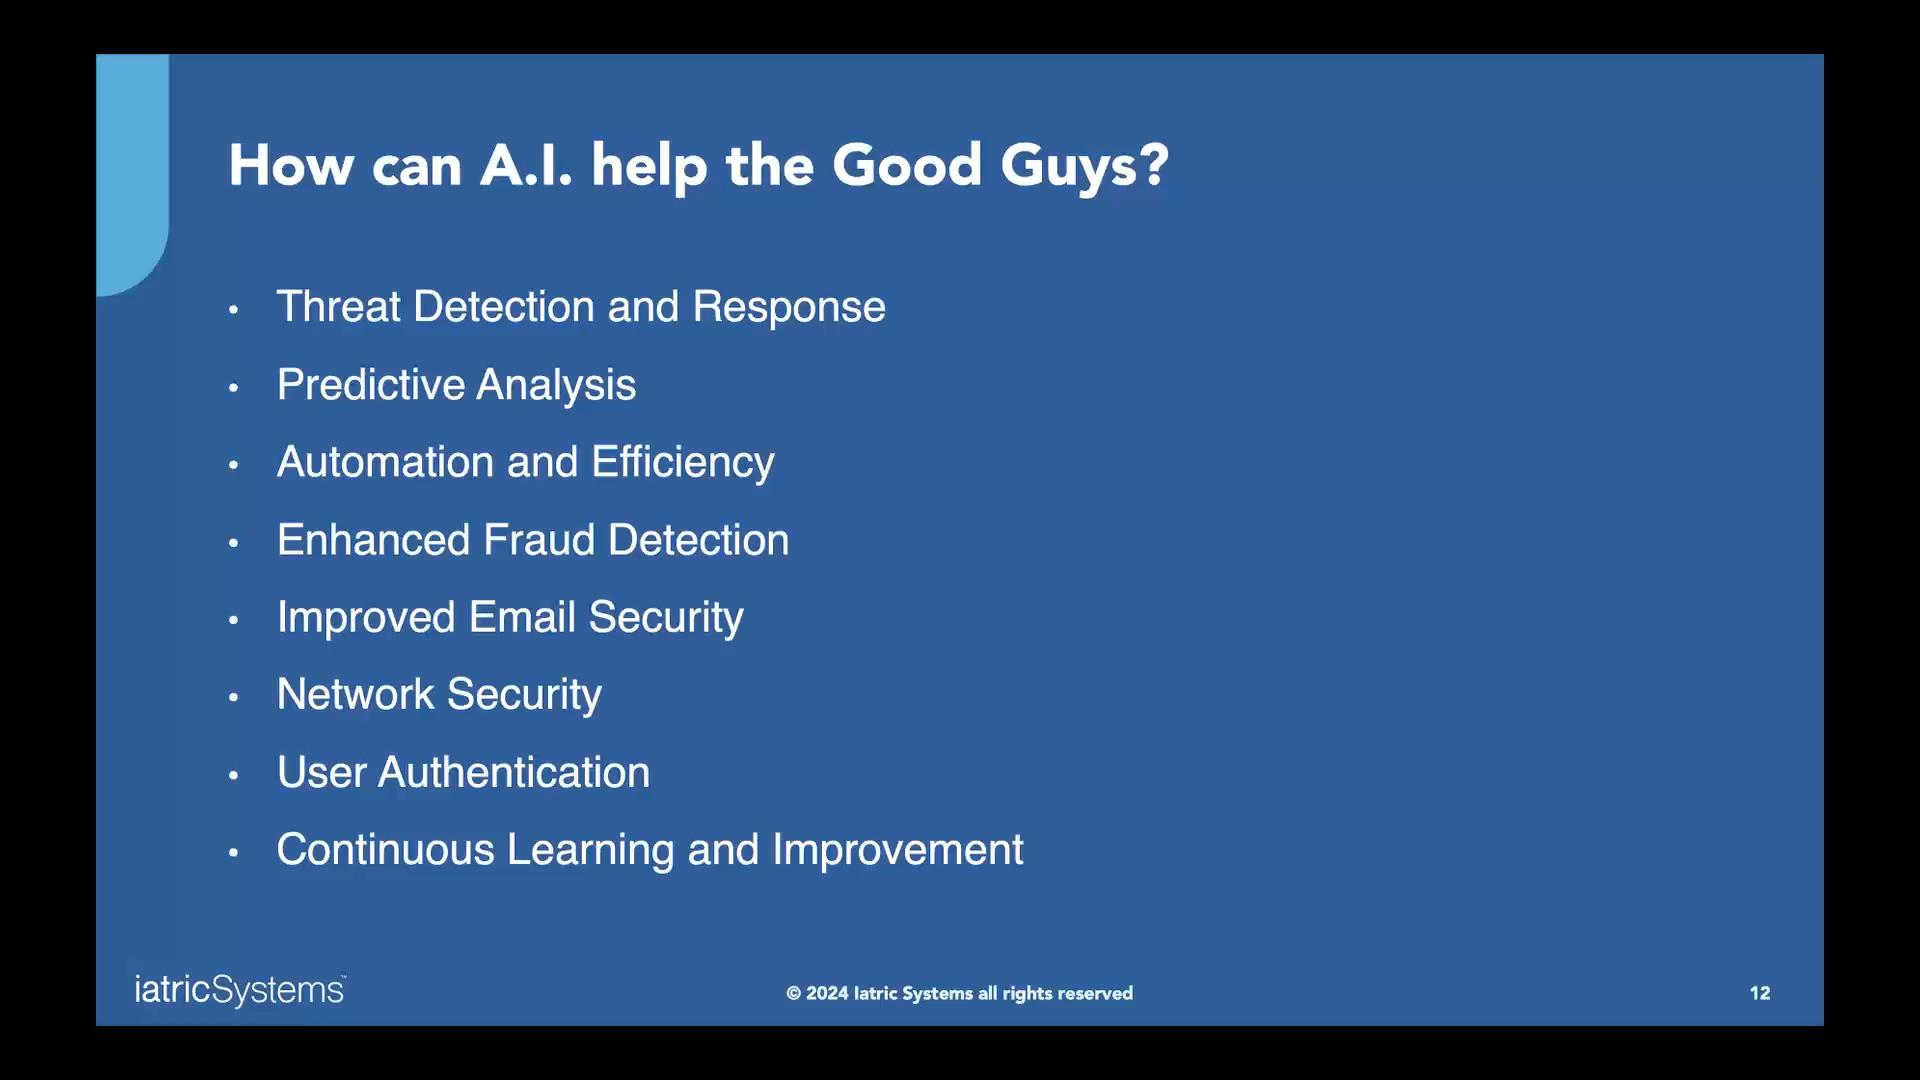 How can A.I. help the Good Guys?
• Threat Detection and Response
• Predictive Analysis
• Automation and Efficiency
• Enhanced Fraud Detection
• Improved Email Security
• Network Security
• User Authentication
• Continuous Learning and Improvement
iatricSystems™
© 2024 Iatric Systems all rights reserved
12